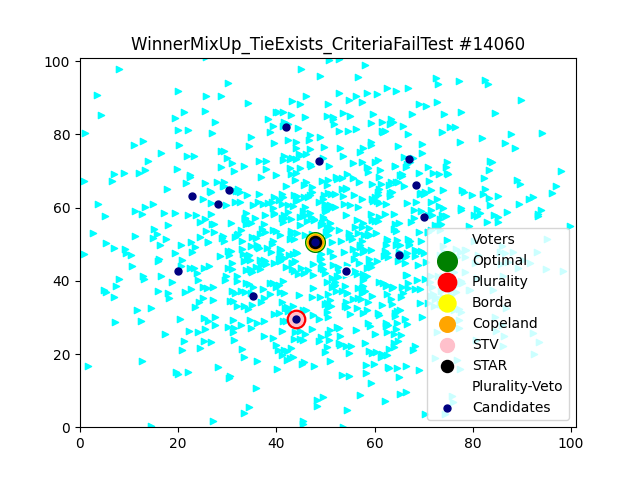 WinnerMixUp_TieExists_CriteriaFailTest #14060
100
80
60
40
20
0
0 20 40 60 80 100
Voters
Optimal
Plurality
Borda
Copeland
STV
STAR
Plurality-Veto
Candidates